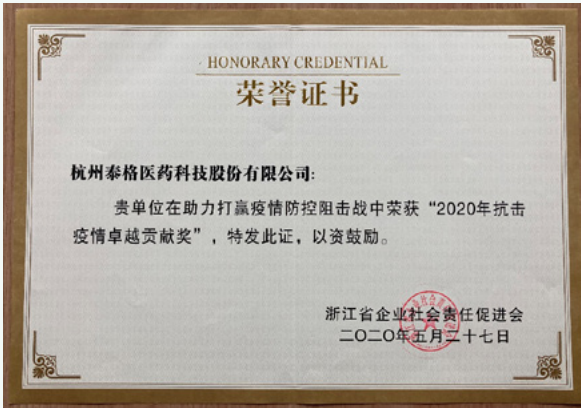 HONORARY CREDENTIAL
荣誉证书
杭州泰格医药科技股份有限公司:
贵单位在助力打赢疫情防控阻击战中荣获“2020年抗击
疫情卓越贡献奖”，特发此证，以资鼓励。
浙江省企业社会责任促进会
二〇二〇年五月二十七日